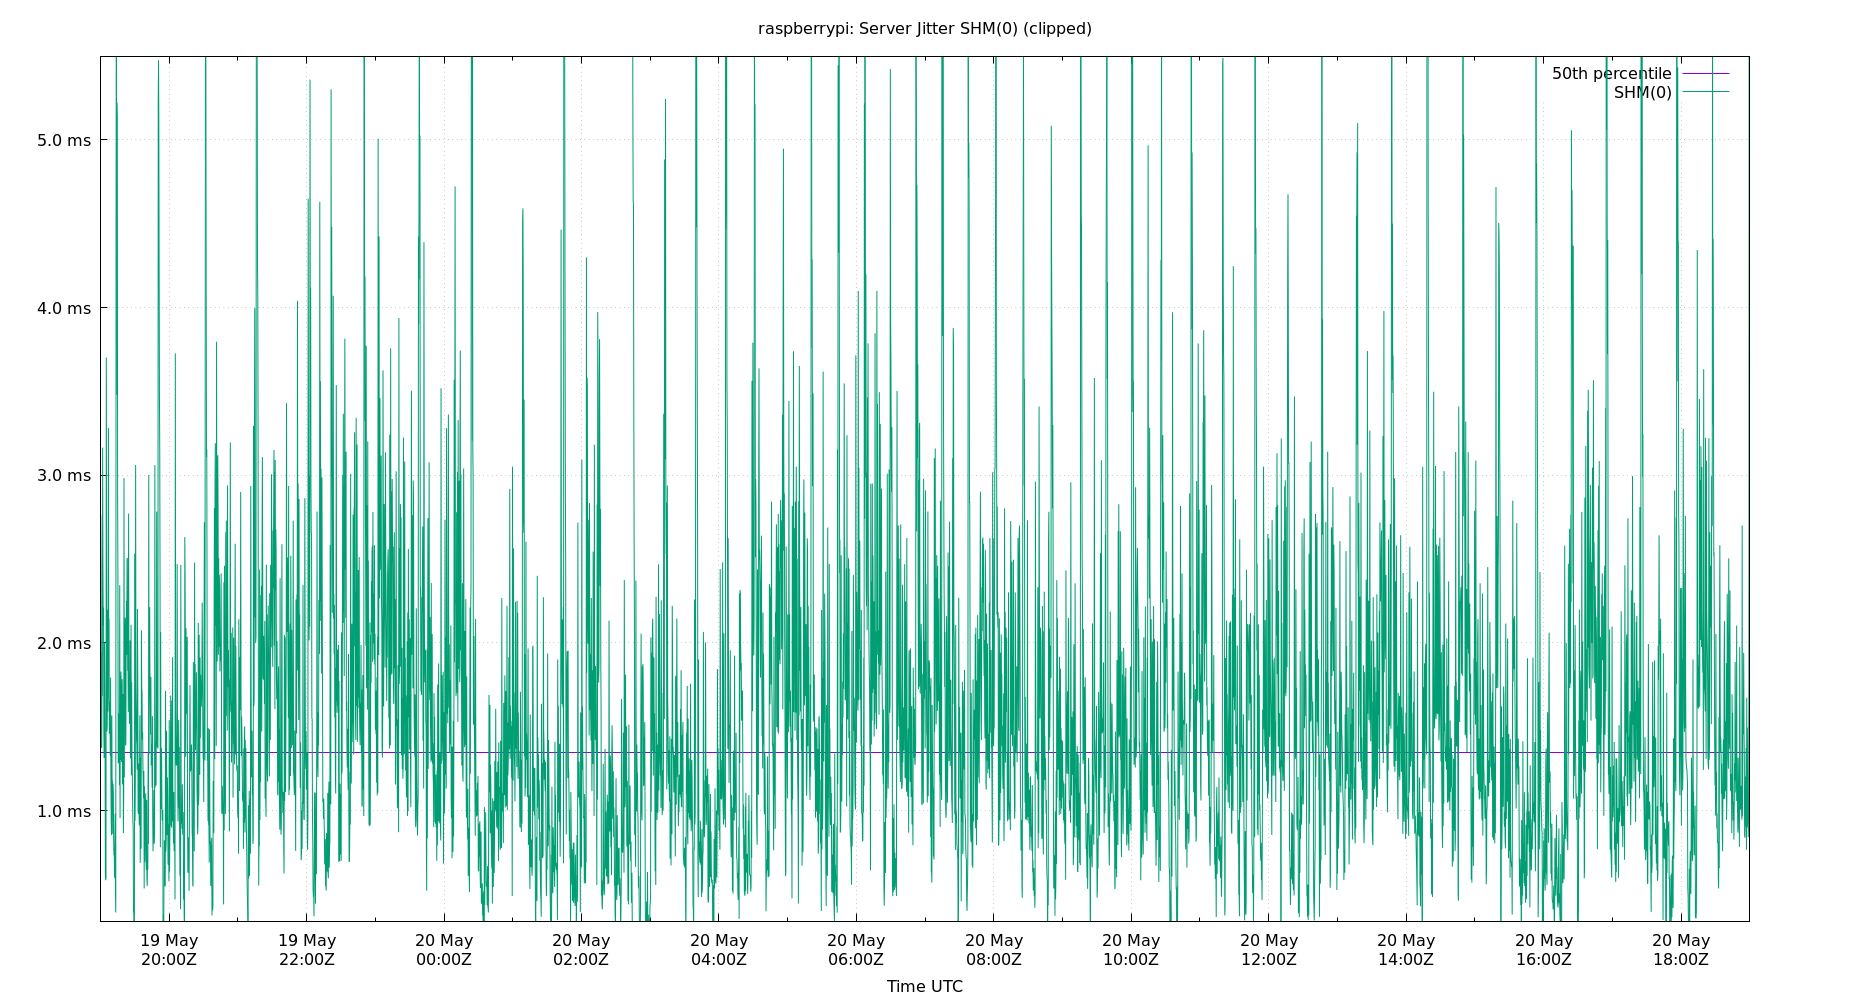 raspberrypi: Server Jitter SHM(0) (clipped)
50th percentile
SHM(0)
5.0 ms
4.0 ms
3.0 ms
2.0 ms
1.0 ms
19 May 19 May 20 May 20 May 20 May 20 May 20 May 20 May 20 May 20 May 20 May 20 May
20:00Z 22:00Z 00:00Z 02:00Z 04:00Z 06:00Z 08:00Z 10:00Z 12:00Z 14:00Z 16:00Z 18:00Z
Time UTC